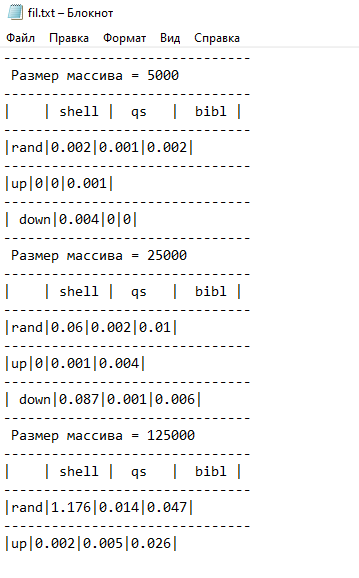 fil.txt – Блокнот
Файл Правка Формат Вид Справка
-------------------------------
Размер массива = 5000
-------------------------------
|    | shell |  qs   |  bibl |
-------------------------------
|rand|0.002|0.001|0.002|
-------------------------------
|up|0|0|0.001|
-------------------------------
| down|0.004|0|0|
-------------------------------
Размер массива = 25000
-------------------------------
|    | shell |  qs   |  bibl |
-------------------------------
|rand|0.06|0.002|0.01|
-------------------------------
|up|0|0.001|0.004|
-------------------------------
| down|0.087|0.001|0.006|
-------------------------------
Размер массива = 125000
-------------------------------
|    | shell |  qs   |  bibl |
-------------------------------
|rand|1.176|0.014|0.047|
-------------------------------
|up|0.002|0.005|0.026|